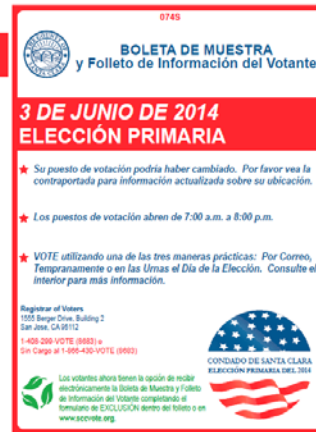 074S
BOLETA DE MUESTRA
y Folleto de Información del Votante
3 DE JUNIO DE 2014
ELECCIÓN PRIMARIA
Su puesto de votación podría haber cambiado. Por favor vea la
contraportada para información actualizada sobre su ubicación.
Los puestos de votación abren de 7:00 a.m. a 8:00 p.m.
VOTE utilizando una de las tres maneras prácticas: Por Correo,
Tempranamente o en las Urnas el Día de la Elección. Consulte el
interior para más información.
Registrar of Voters
1555 Berger Drive, Building 2
San Jose, CA 95112
1-408-299-VOTE (8683) o
Sin Cargo al 1-866-430-VOTE (8683)
Los votantes ahora tienen la opción de recibir
electrónicamente la Boleta de Muestra y Folleto
de Información del Votante completando el
formulario de EXCLUSIÓN dentro del folleto o en
www.sccvote.org.
CONDADO DE SANTA CLARA
ELECCIÓN PRIMARIA DEL 2014